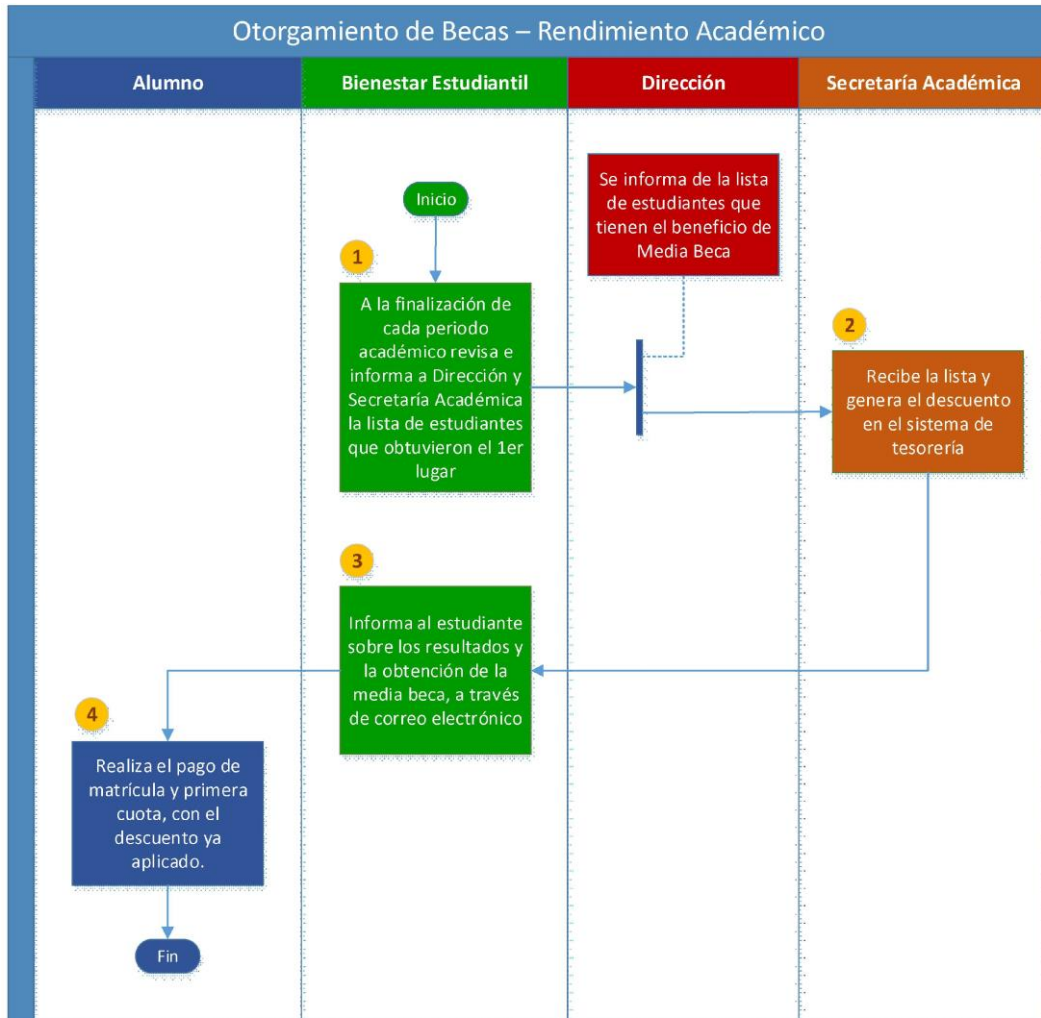 Otorgamiento de Becas – Rendimiento Académico
Alumno
Bienestar Estudiantil
Dirección
Secretaría Académica
Inicio
Se informa de la lista
de estudiantes que
tienen el beneficio de
Media Beca
1
A la finalización de
cada periodo
académico revisa e
informa a Dirección y
Secretaría Académica
la lista de estudiantes
que obtuvieron el 1er
lugar
2
Recibe la lista y
genera el descuento
en el sistema de
tesorería
3
Informa al estudiante
sobre los resultados y
la obtención de la
media beca, a través
de correo electrónico
4
Realiza el pago de
matrícula y primera
cuota, con el
descuento ya
aplicado.
Fin